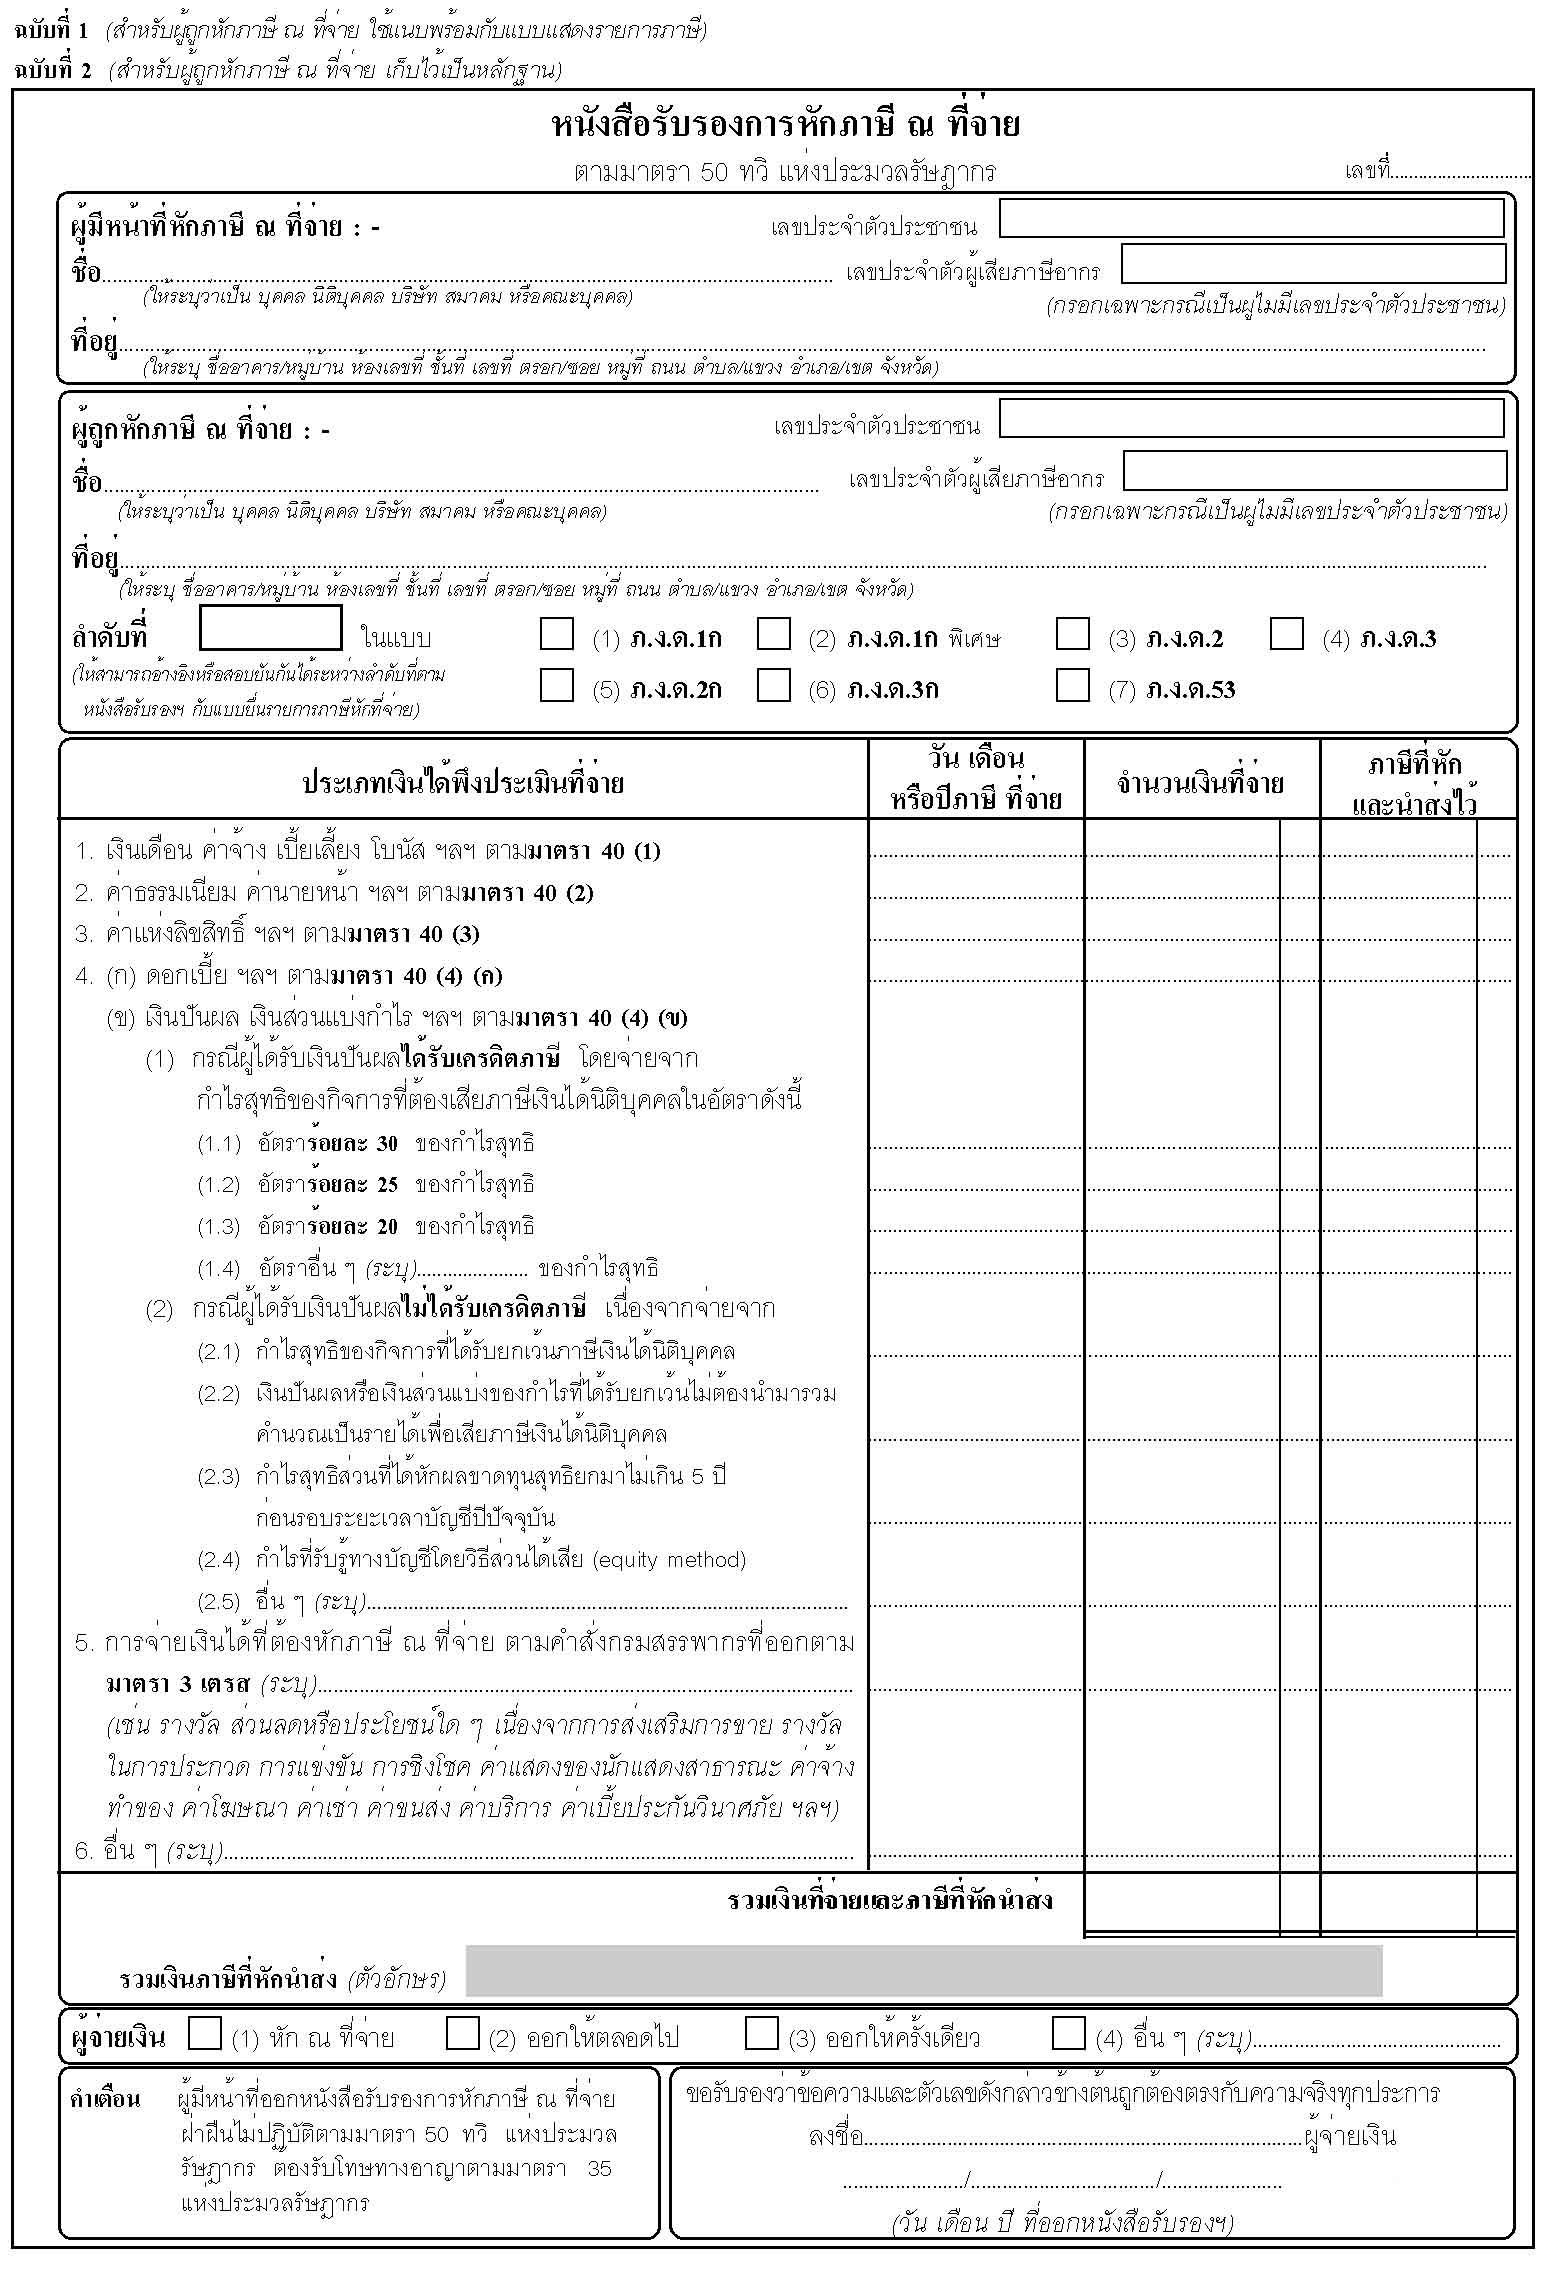 ฉบับที่ 1 (สำหรับผู้ถูกหักภาษี ณ ที่จ่าย ใช้แนบพร้อมกับแบบแสดงรายการภาษี)
ฉบับที่ 2 (สำหรับผู้ถูกหักภาษี ณ ที่จ่าย เก็บไว้เป็นหลักฐาน)
หนังสือรับรองการหักภาษี ณ ที่จ่าย
ตามมาตรา 50 ทวิ แห่งประมวลรัษฎากร
เลขที่..............................
ผู้มีหน้าที่หักภาษี ณ ที่จ่าย : -
เลขประจำตัวประชาชน
ชื่อ.............................. เลขประจำตัวผู้เสียภาษีอากร
(ให้ระบุว่าเป็น บุคคล นิติบุคคล บริษัท สมาคม หรือคณะบุคคล)
(กรอกเฉพาะกรณีเป็นผู้ไม่มีเลขประจำตัวประชาชน)
ที่อยู่..............................
(ให้ระบุ ชื่ออาคาร/หมู่บ้าน ห้องเลขที่ ชั้นที่ เลขที่ ตรอก/ซอย หมู่ที่ ถนน ตำบล/แขวง อำเภอ/เขต จังหวัด)
ผู้ถูกหักภาษี ณ ที่จ่าย : -
เลขประจำตัวประชาชน
ชื่อ.............................. เลขประจำตัวผู้เสียภาษีอากร
(ให้ระบุว่าเป็น บุคคล นิติบุคคล บริษัท สมาคม หรือคณะบุคคล)
(กรอกเฉพาะกรณีเป็นผู้ไม่มีเลขประจำตัวประชาชน)
ที่อยู่..............................
(ให้ระบุ ชื่ออาคาร/หมู่บ้าน ห้องเลขที่ ชั้นที่ เลขที่ ตรอก/ซอย หมู่ที่ ถนน ตำบล/แขวง อำเภอ/เขต จังหวัด)
ลำดับที่ ในแบบ (1) ภ.ง.ด.1ก (2) ภ.ง.ด.1ก พิเศษ (3) ภ.ง.ด.2 (4) ภ.ง.ด.3
(ให้สามารถอ้างอิงหรือสอบยันกันได้ระหว่างลำดับที่ตาม
หนังสือรับรองฯ กับแบบยื่นรายการภาษีหักที่จ่าย)
(5) ภ.ง.ด.2ก (6) ภ.ง.ด.3ก (7) ภ.ง.ด.53
ประเภทเงินได้พึงประเมินที่จ่าย
วัน เดือน
หรือปีภาษี ที่จ่าย
จำนวนเงินที่จ่าย
ภาษีที่หัก
และนำส่งไว้
1. เงินเดือน ค่าจ้าง เบี้ยเลี้ยง โบนัส ฯลฯ ตามมาตรา 40 (1)
2. ค่าธรรมเนียม ค่านายหน้า ฯลฯ ตามมาตรา 40 (2)
3. ค่าแห่งลิขสิทธิ์ ฯลฯ ตามมาตรา 40 (3)
4. (ก) ดอกเบี้ย ฯลฯ ตามมาตรา 40 (4) (ก)
(ข) เงินปันผล เงินส่วนแบ่งกำไร ฯลฯ ตามมาตรา 40 (4) (ข)
(1) กรณีผู้ได้รับเงินปันผลได้รับเครดิตภาษี โดยจ่ายจาก
กำไรสุทธิของกิจการที่ต้องเสียภาษีเงินได้นิติบุคคลในอัตราดังนี้
(1.1) อัตราร้อยละ 30 ของกำไรสุทธิ
(1.2) อัตราร้อยละ 25 ของกำไรสุทธิ
(1.3) อัตราร้อยละ 20 ของกำไรสุทธิ
(1.4) อัตราอื่น ๆ (ระบุ)...................... ของกำไรสุทธิ
(2) กรณีผู้ได้รับเงินปันผลไม่ได้รับเครดิตภาษี เนื่องจากจ่ายจาก
(2.1) กำไรสุทธิของกิจการที่ได้รับยกเว้นภาษีเงินได้นิติบุคคล
(2.2) เงินปันผลหรือเงินส่วนแบ่งของกำไรที่ได้รับยกเว้นไม่ต้องนำมารวม
คำนวณเป็นรายได้เพื่อเสียภาษีเงินได้นิติบุคคล
(2.3) กำไรสุทธิส่วนที่ได้หักผลขาดทุนสุทธิยกมาไม่เกิน 5 ปี
ก่อนรอบระยะเวลาบัญชีปีปัจจุบัน
(2.4) กำไรที่รับรู้ทางบัญชีโดยวิธีส่วนได้เสีย (equity method)
(2.5) อื่น ๆ (ระบุ)..............................
5. การจ่ายเงินได้ที่ต้องหักภาษี ณ ที่จ่าย ตามคำสั่งกรมสรรพากรที่ออกตาม
มาตรา 3 เตรส (ระบุ)..............................
(เช่น รางวัล ส่วนลดหรือประโยชน์ใด ๆ เนื่องจากการส่งเสริมการขาย รางวัล
ในการประกวด การแข่งขัน การชิงโชค ค่าแสดงของนักแสดงสาธารณะ ค่าจ้าง
ทำของ ค่าโฆษณา ค่าเช่า ค่าขนส่ง ค่าบริการ ค่าเบี้ยประกันวินาศภัย ฯลฯ)
6. อื่น ๆ (ระบุ)..............................
รวมเงินที่จ่ายและภาษีที่หักนำส่ง
รวมเงินภาษีที่หักนำส่ง (ตัวอักษร)
ผู้จ่ายเงิน (1) หัก ณ ที่จ่าย (2) ออกให้ตลอดไป (3) ออกให้ครั้งเดียว (4) อื่น ๆ (ระบุ)..............................
คำเตือน ผู้มีหน้าที่ออกหนังสือรับรองการหักภาษี ณ ที่จ่าย
ฝ่าฝืนไม่ปฏิบัติตามมาตรา 50 ทวิ แห่งประมวล
รัษฎากร ต้องรับโทษทางอาญาตามมาตรา 35
แห่งประมวลรัษฎากร
ขอรับรองว่าข้อความและตัวเลขดังกล่าวข้างต้นถูกต้องตรงกับความจริงทุกประการ
ลงชื่อ..............................ผู้จ่ายเงิน
....................../................................../......................
(วัน เดือน ปี ที่ออกหนังสือรับรองฯ)